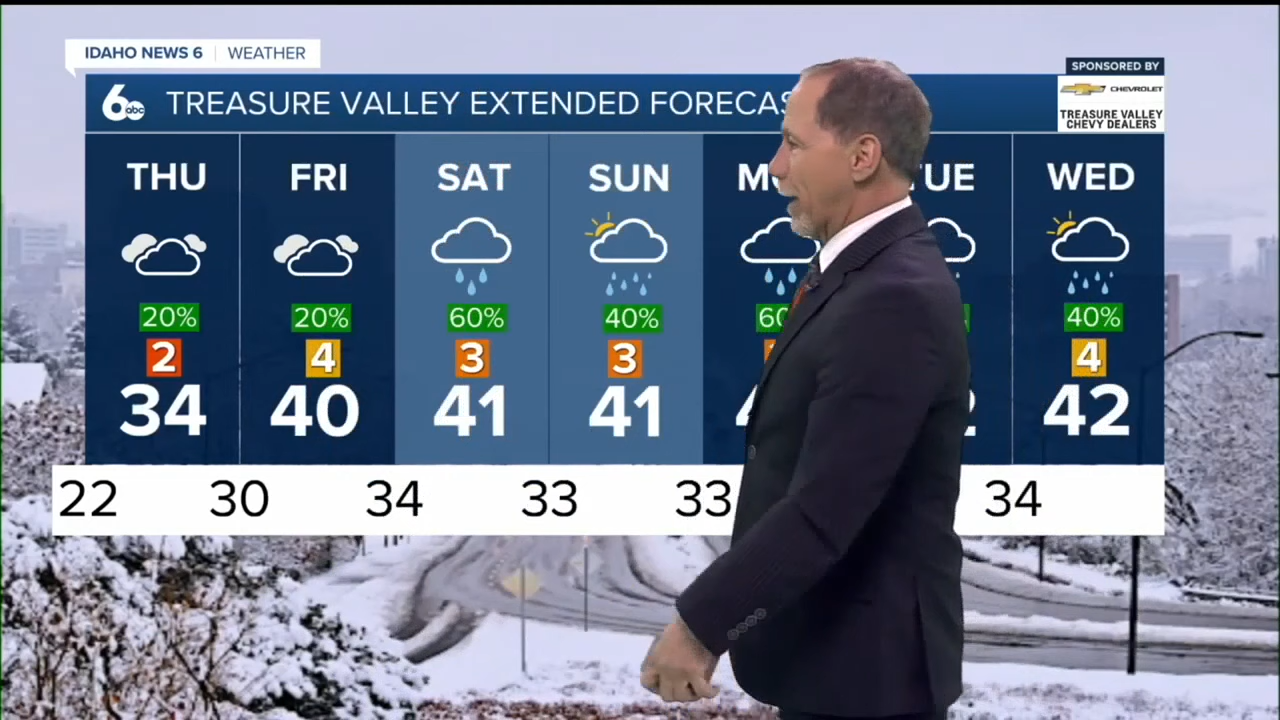 IDAHO NEWS 6 | WEATHER
SPONSORED BY
CHEVROLET
TREASURE VALLEY
CHEVY DEALERS
6 abc TREASURE VALLEY EXTENDED
THU FRI SAT SUN WED
20% 20% 60% 40% 40%
2 4 3 3 4
34 40 41 41 42
22 30 34 33 33 34